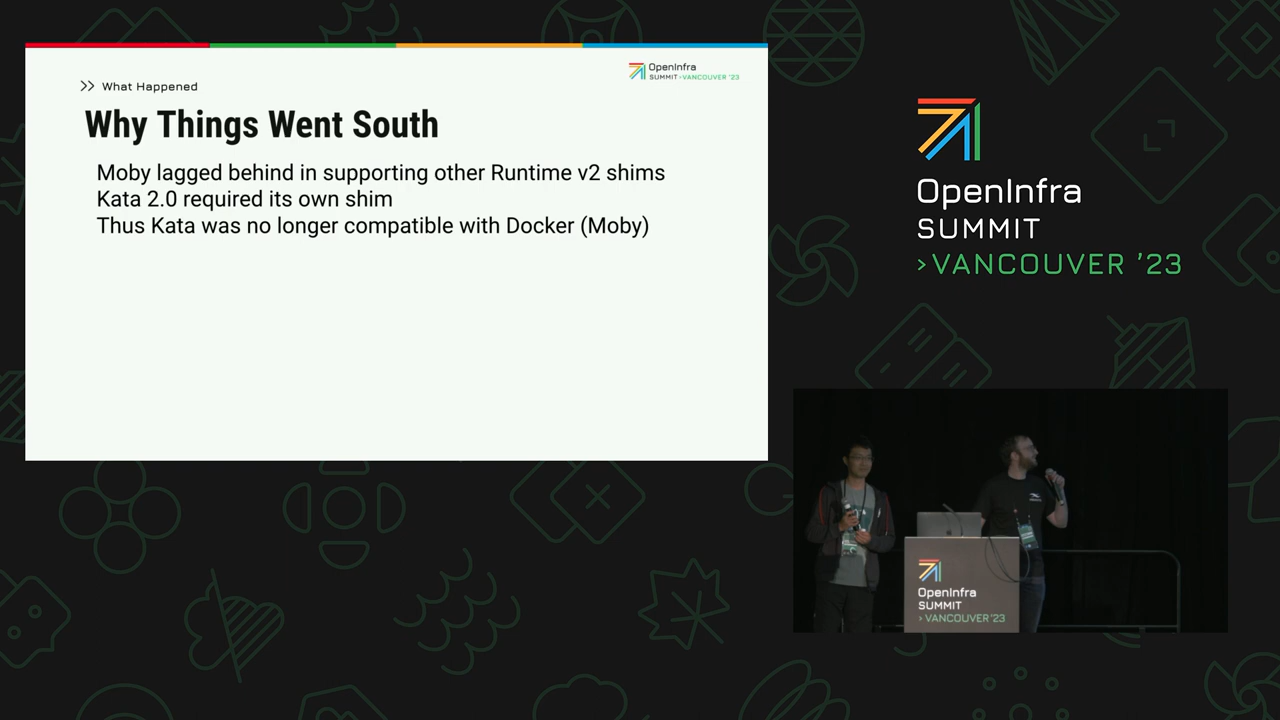 >> What Happened
OpenInfra
SUMMIT >VANCOUVER '23
Why Things Went South
Moby lagged behind in supporting other Runtime v2 shims
Kata 2.0 required its own shim
Thus Kata was no longer compatible with Docker (Moby)
OpenInfra
SUMMIT
>VANCOUVER '23
OpenInfra
SUMMIT
>VANCOUVER '23